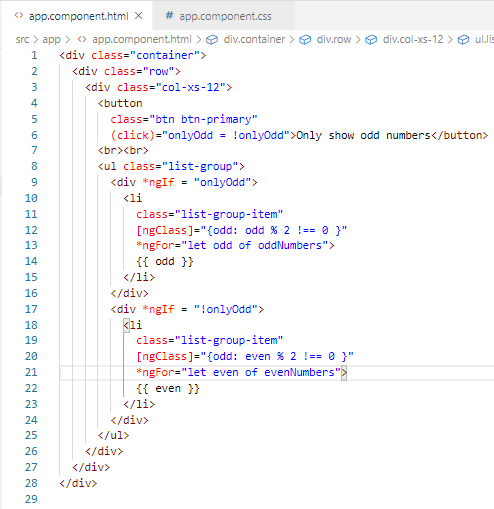 app.component.html × # app.component.css
src > app > app.component.html > div.container > div.row > div.col-xs-12 > ul.lis
1 <div class="container">
2 <div class="row">
3 <div class="col-xs-12">
4 <button
5 class="btn btn-primary"
6 (click)="onlyOdd = !onlyOdd">Only show odd numbers</button>
7 <br><br>
8 <ul class="list-group">
9 <div *ngIf = "onlyOdd">
10 <li
11 class="list-group-item"
12 [ngClass]="{odd: odd % 2 !== 0 }"
13 *ngFor="let odd of oddNumbers">
14 {{ odd }}
15 </li>
16 </div>
17 <div *ngIf = "!onlyOdd">
18 <li
19 class="list-group-item"
20 [ngClass]="{odd: even % 2 !== 0 }"
21 *ngFor="let even of evenNumbers">
22 {{ even }}
23 </li>
24 </div>
25 </ul>
26 </div>
27 </div>
28 </div>
29